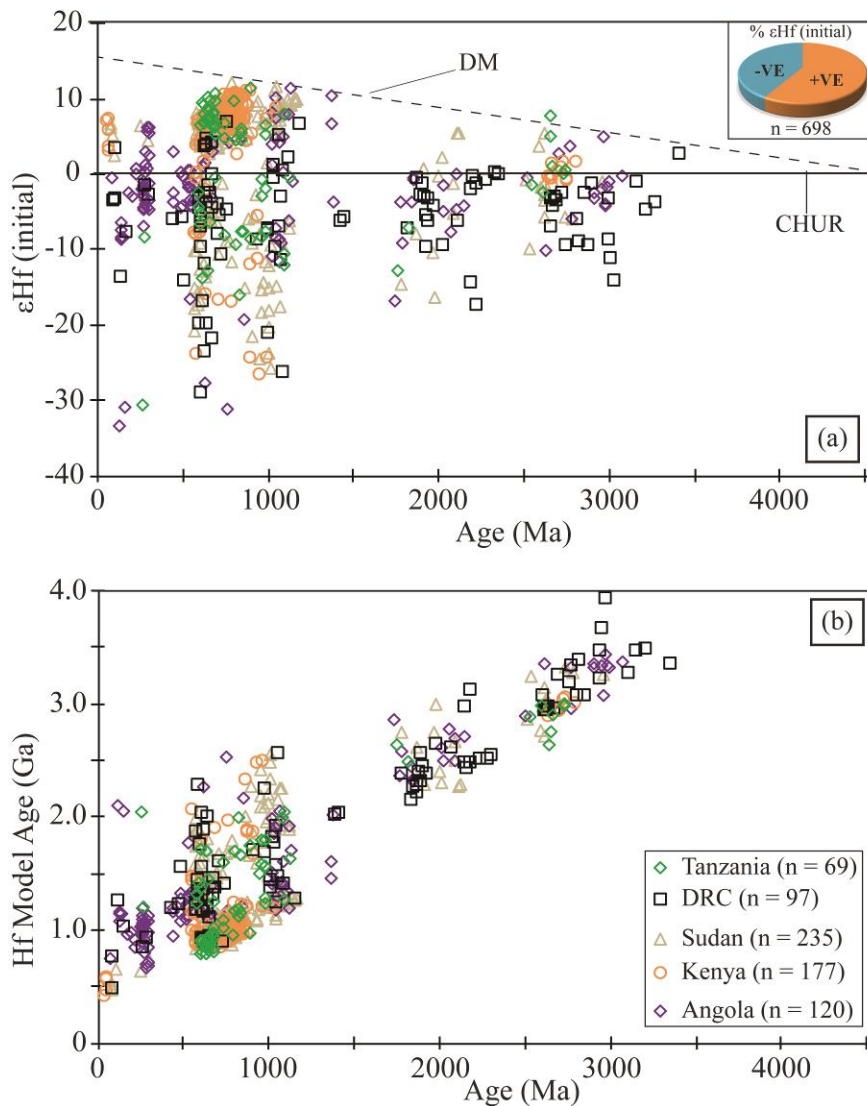 20
10
0
-10
-20
-30
-40
εHf (initial)
DM
CHUR
% εHf (initial)
-VE
+VE
n = 698
(a)
0 1000 2000 3000 4000
Age (Ma)
4.0
3.0
2.0
1.0
0
Hf Model Age (Ga)
(b)
Tanzania (n = 69)
DRC (n = 97)
Sudan (n = 235)
Kenya (n = 177)
Angola (n = 120)
0 1000 2000 3000 4000
Age (Ma)